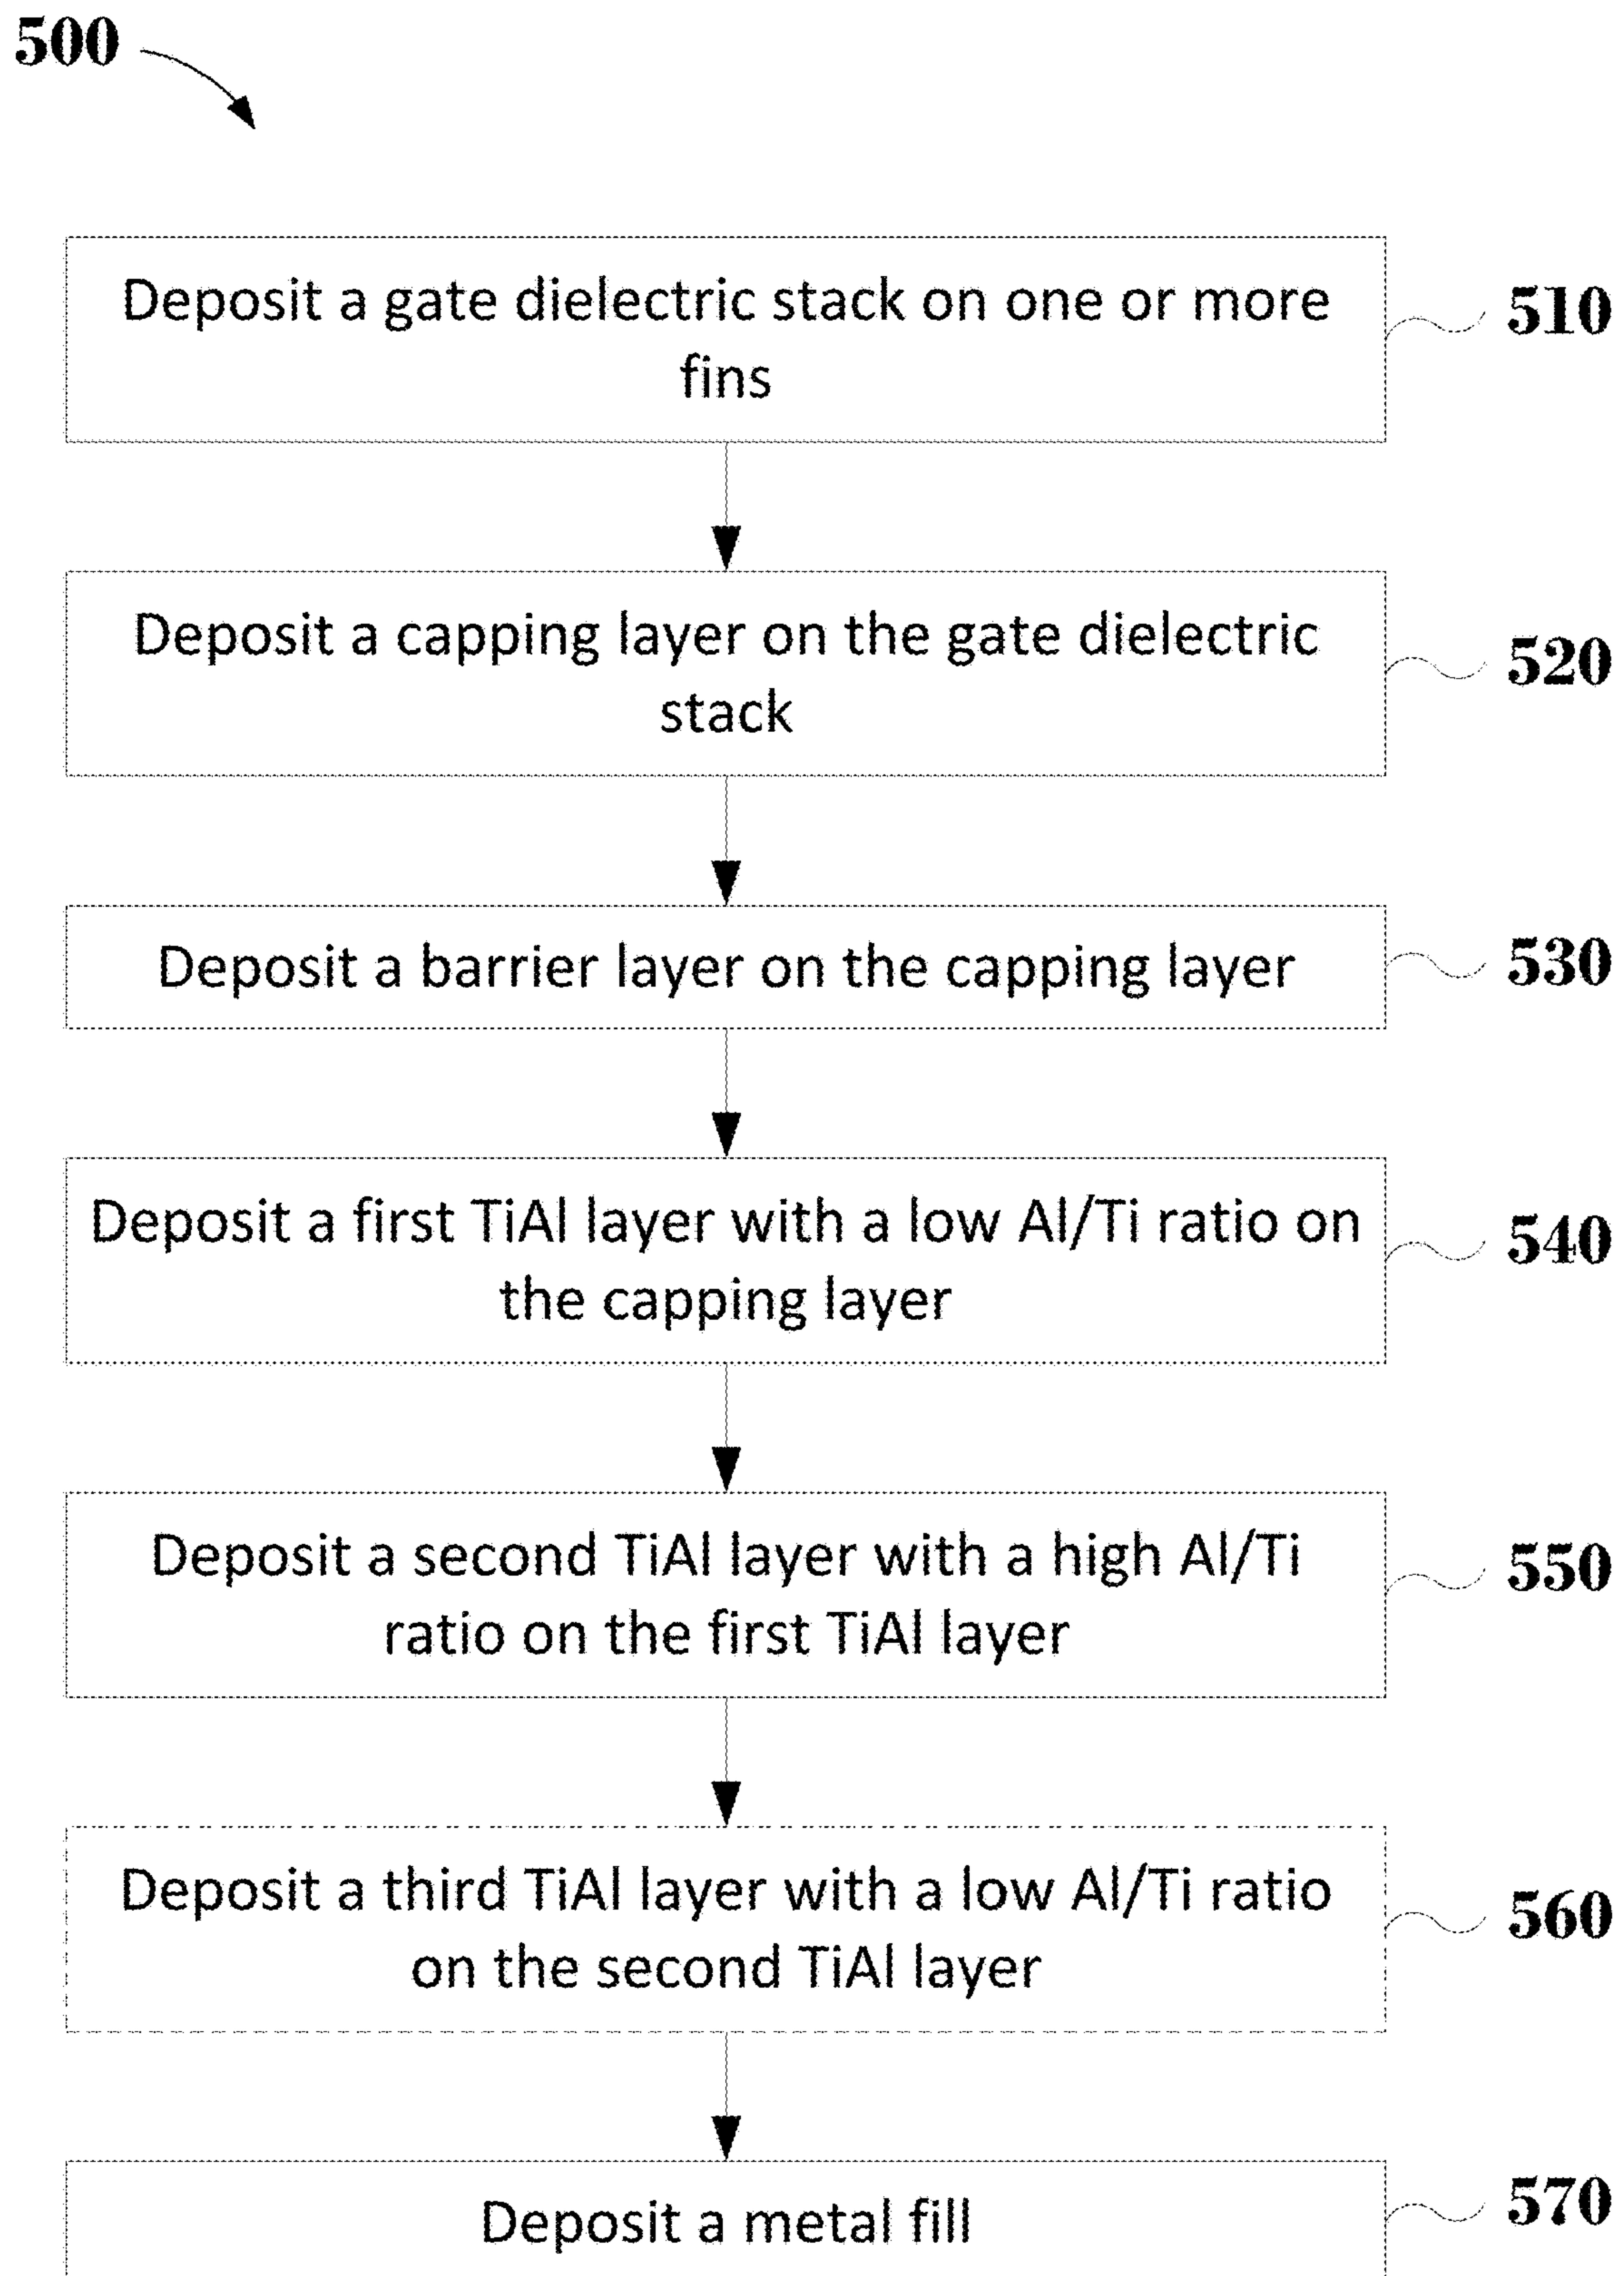 500
Deposit a gate dielectric stack on one or more
fins
510
Deposit a capping layer on the gate dielectric
stack
520
Deposit a barrier layer on the capping layer
530
Deposit a first TiAl layer with a low Al/Ti ratio on
the capping layer
540
Deposit a second TiAl layer with a high Al/Ti
ratio on the first TiAl layer
550
Deposit a third TiAl layer with a low Al/Ti ratio
on the second TiAl layer
560
Deposit a metal fill
570